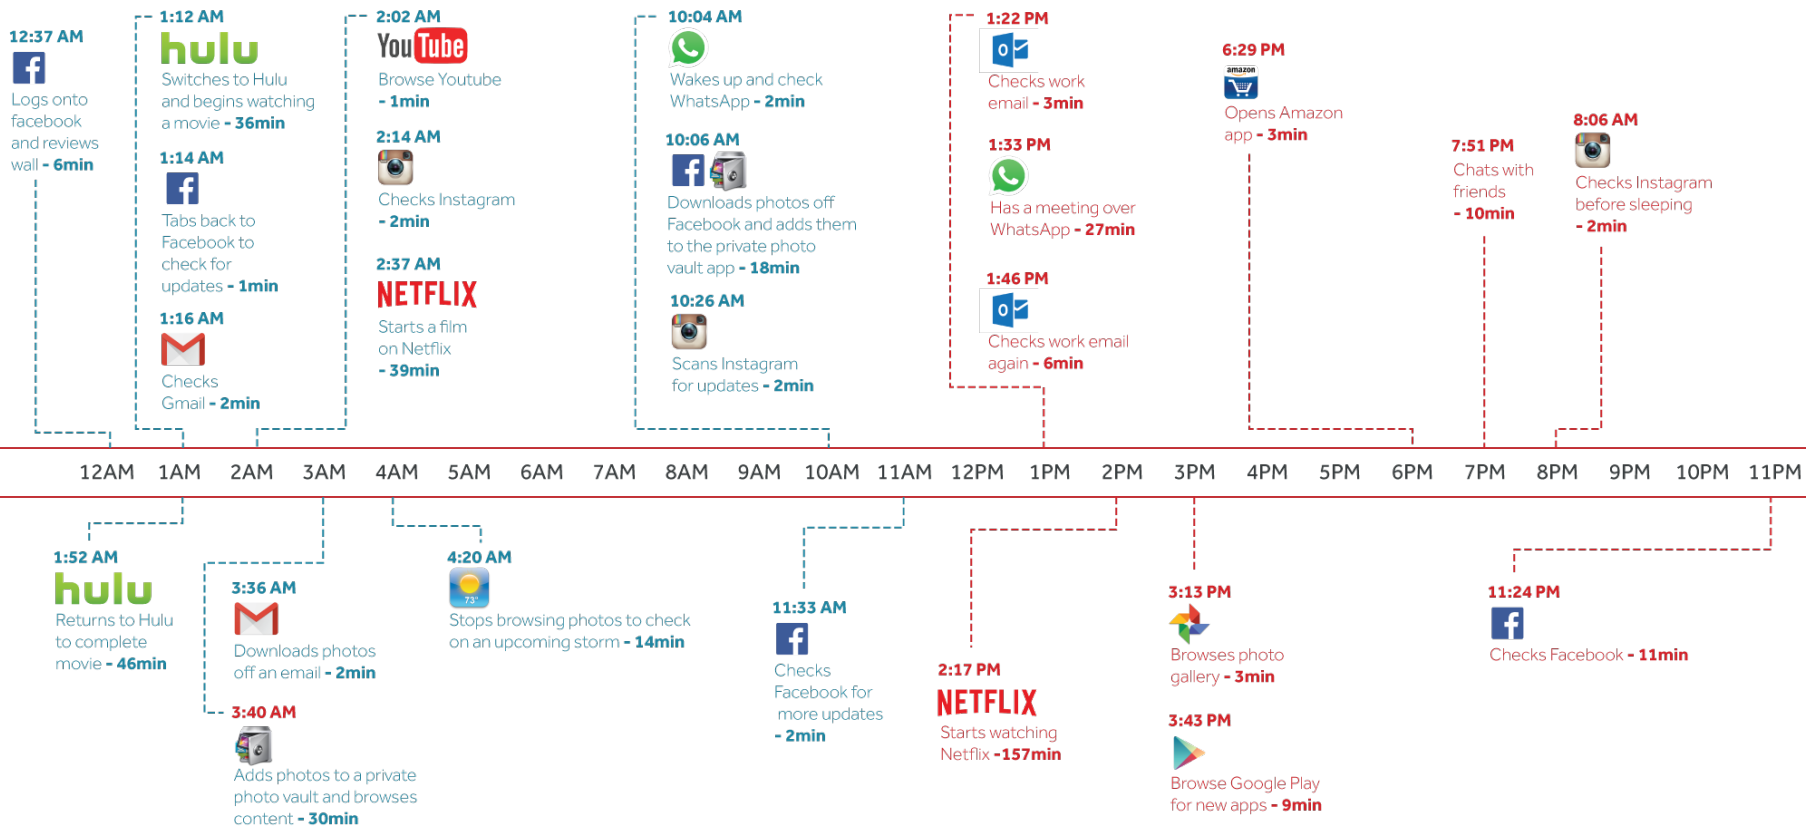 12:37 AM
Logs onto
facebook
and reviews
wall - 6min
1:12 AM
hulu
Switches to Hulu
and begins watching
a movie - 36min
1:14 AM
Tabs back to
Facebook to
check for
updates - 1min
1:16 AM
Checks
Gmail - 2min
2:02 AM
YouTube
Browse Youtube
- 1min
2:14 AM
Checks Instagram
- 2min
2:37 AM
NETFLIX
Starts a film
on Netflix
- 39min
10:04 AM
Wakes up and check
WhatsApp - 2min
10:06 AM
Downloads photos off
Facebook and adds them
to the private photo
vault app - 18min
10:26 AM
Scans Instagram
for updates - 2min
1:22 PM
Checks work
email - 3min
1:33 PM
Has a meeting over
WhatsApp - 27min
1:46 PM
Checks work email
again - 6min
6:29 PM
amazon
Opens Amazon
app - 3min
7:51 PM
Chats with
friends
- 10min
8:06 AM
Checks Instagram
before sleeping
- 2min
12AM 1AM 2AM 3AM 4AM 5AM 6AM 7AM 8AM 9AM 10AM 11AM 12PM 1PM 2PM 3PM 4PM 5PM 6PM 7PM 8PM 9PM 10PM 11PM
1:52 AM
hulu
Returns to Hulu
to complete
movie - 46min
3:36 AM
Downloads photos
off an email - 2min
3:40 AM
Adds photos to a private
photo vault and browses
content - 30min
4:20 AM
73°
Stops browsing photos to check
on an upcoming storm - 14min
11:33 AM
Checks
Facebook for
more updates
- 2min
2:17 PM
NETFLIX
Starts watching
Netflix -157min
3:13 PM
Browses photo
gallery - 3min
3:43 PM
Browse Google Play
for new apps - 9min
11:24 PM
Checks Facebook - 11min